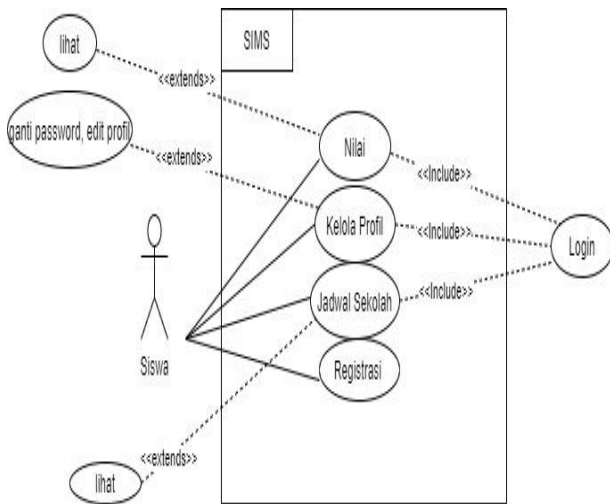 SIMS
lihat
<<extends>>
ganti password, edit profil
<<extends>>
Nilai
<<Include>>
Kelola Profil
<<Include>>
Login
Jadwal Sekolah
<<Include>>
Siswa
Registrasi
<<extends>>
lihat